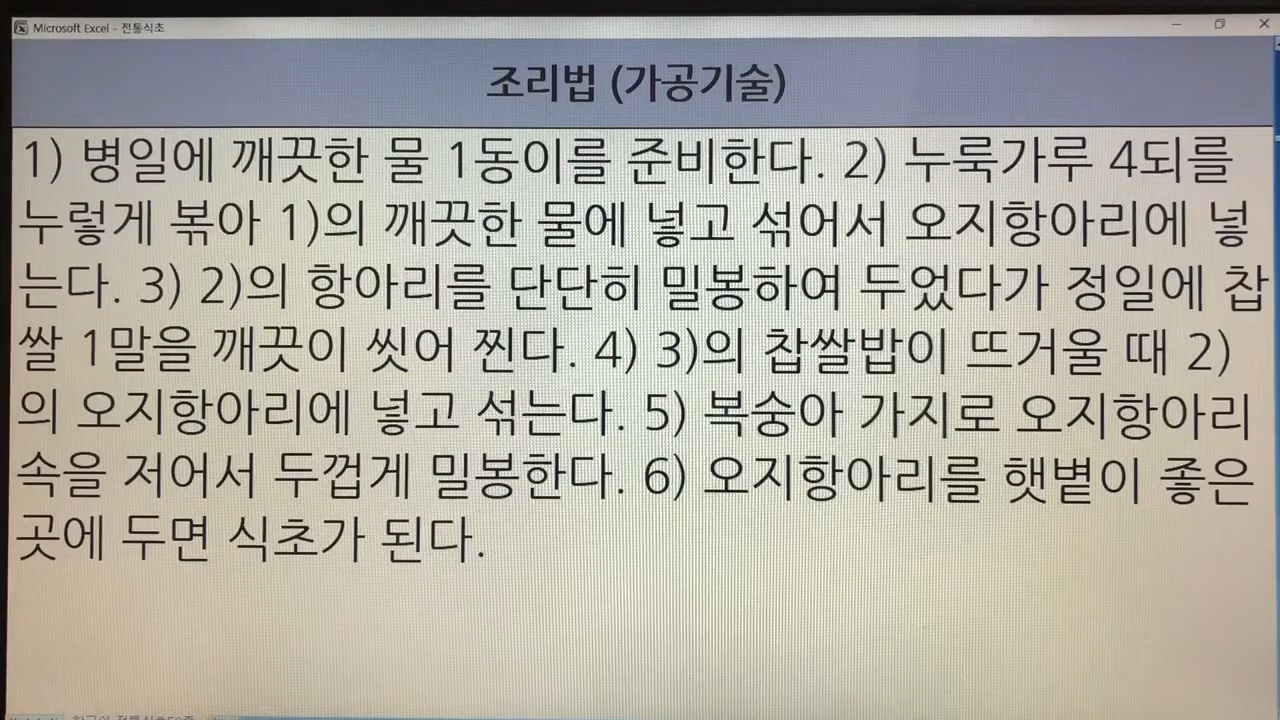 Microsoft Excel - 전통식초
조리법 (가공기술)
1) 병일에 깨끗한 물 1동이를 준비한다. 2) 누룩가루 4되를
누렇게 볶아 1)의 깨끗한 물에 넣고 섞어서 오지항아리에 넣
는다. 3) 2)의 항아리를 단단히 밀봉하여 두었다가 정일에 찹
쌀 1말을 깨끗이 씻어 찐다. 4) 3)의 찹쌀밥이 뜨거울 때 2)
의 오지항아리에 넣고 섞는다. 5) 복숭아 가지로 오지항아리
속을 저어서 두껍게 밀봉한다. 6) 오지항아리를 햇볕이 좋은
곳에 두면 식초가 된다.